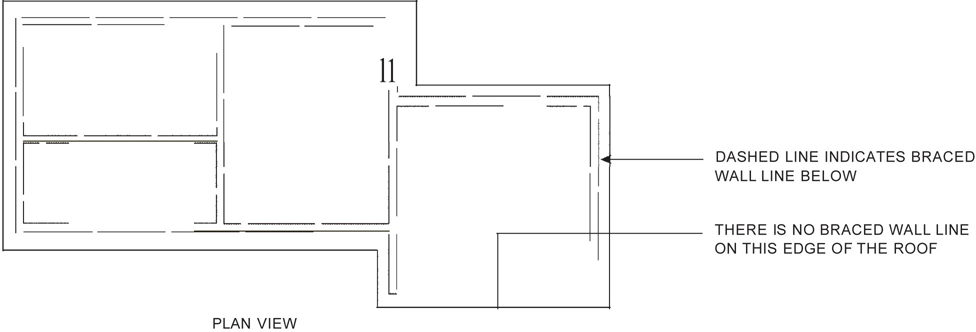 DASHED LINE INDICATES BRACED
WALL LINE BELOW
THERE IS NO BRACED WALL LINE
ON THIS EDGE OF THE ROOF
PLAN VIEW